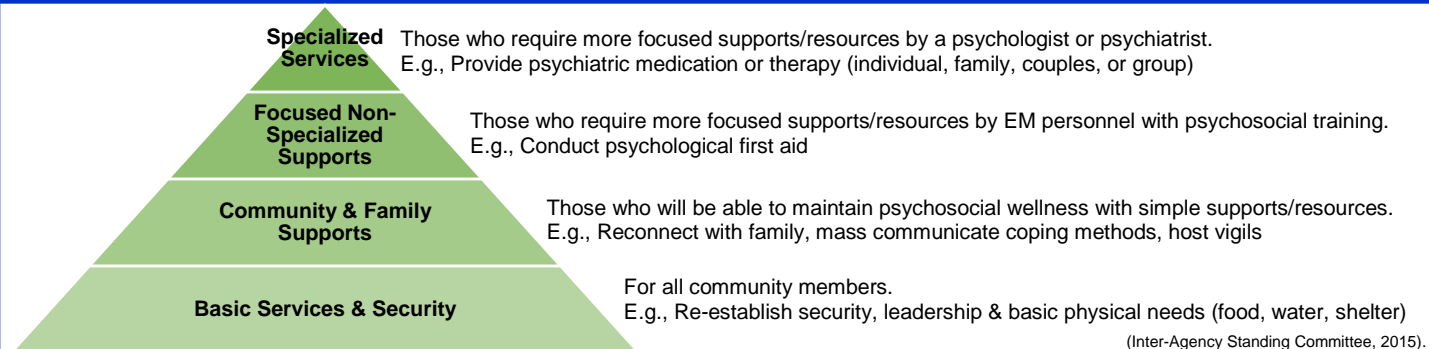 Specialized
Services
Those who require more focused supports/resources by a psychologist or psychiatrist.
E.g., Provide psychiatric medication or therapy (individual, family, couples, or group)
Focused Non-
Specialized
Supports
Those who require more focused supports/resources by EM personnel with psychosocial training.
E.g., Conduct psychological first aid
Community & Family
Supports
Those who will be able to maintain psychosocial wellness with simple supports/resources.
E.g., Reconnect with family, mass communicate coping methods, host vigils
Basic Services & Security
For all community members.
E.g., Re-establish security, leadership & basic physical needs (food, water, shelter)
(Inter-Agency Standing Committee, 2015).